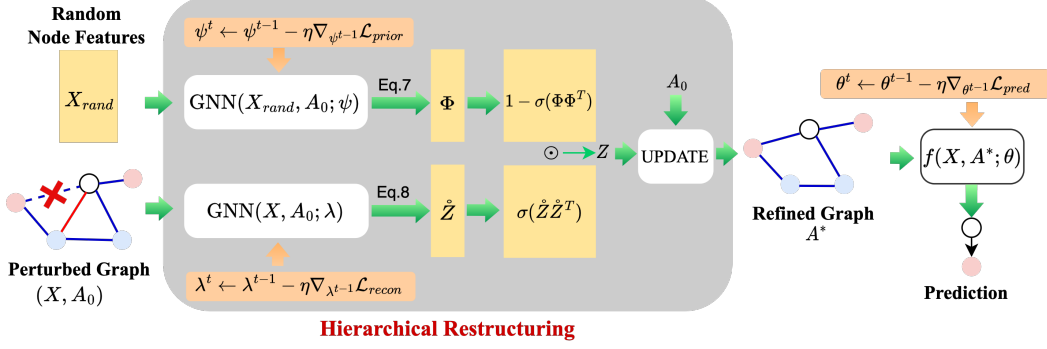 Random
Node Features
X_{rand}
ψ^t ← ψ^{t-1} − η∇_{ψ^{t-1}} ℒ_{prior}
GNN(X_{rand}, A_0; ψ)
Eq.7
Φ
1 − σ(ΦΦ^T)
A_0
⊙ → Z
UPDATE
Perturbed Graph
(X, A_0)
GNN(X, A_0; λ)
Eq.8
Z̊
σ(Z̊Z̊^T)
λ^t ← λ^{t-1} − η∇_{λ^{t-1}} ℒ_{recon}
Hierarchical Restructuring
Refined Graph
A^*
θ^t ← θ^{t-1} − η∇_{θ^{t-1}} ℒ_{pred}
f(X, A^*; θ)
Prediction